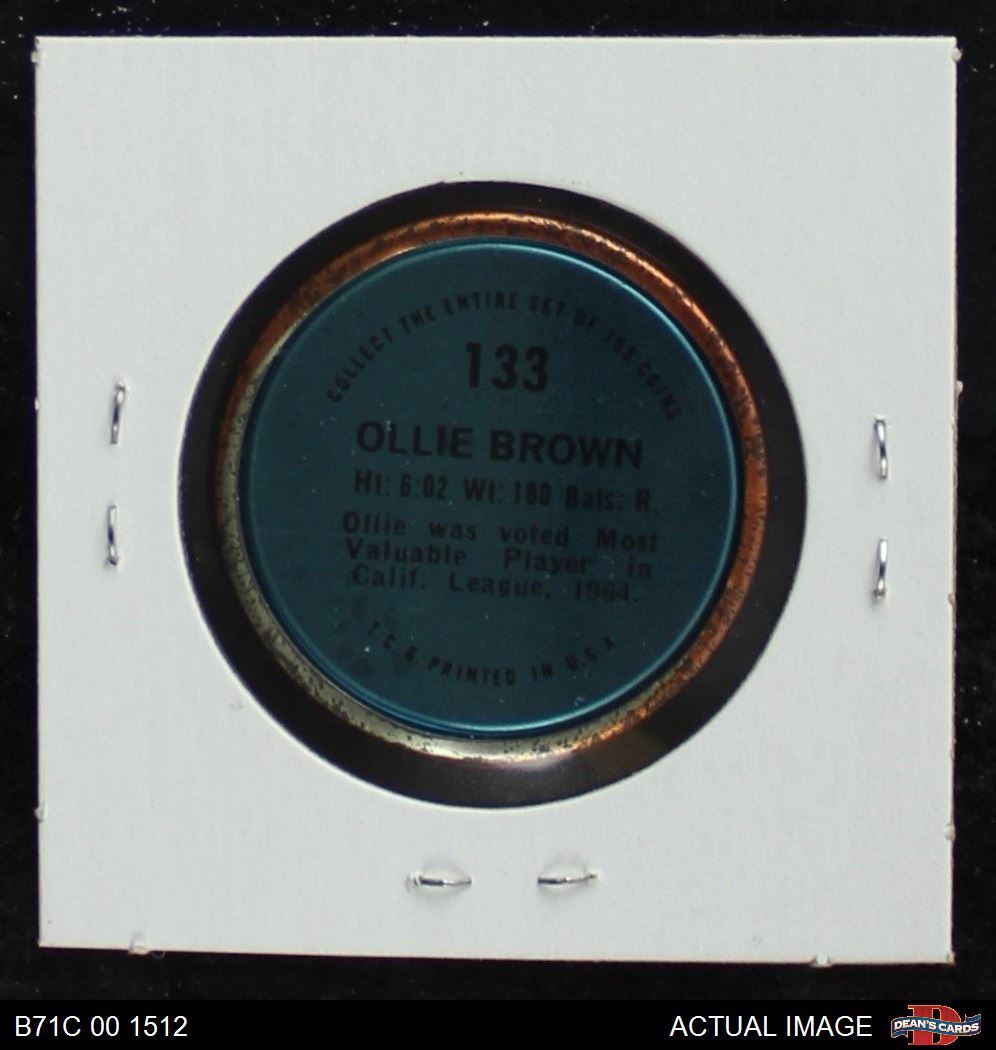 COLLECT THE ENTIRE SET OF 153 COINS
133
OLLIE BROWN
Ht: 6:02 Wt: 180 Bats: R.
Ollie was voted Most
Valuable Player in
Calif. League, 1964.
T.C.G. PRINTED IN U.S.A.
B71C 00 1512
ACTUAL IMAGE
DEAN'S CARDS